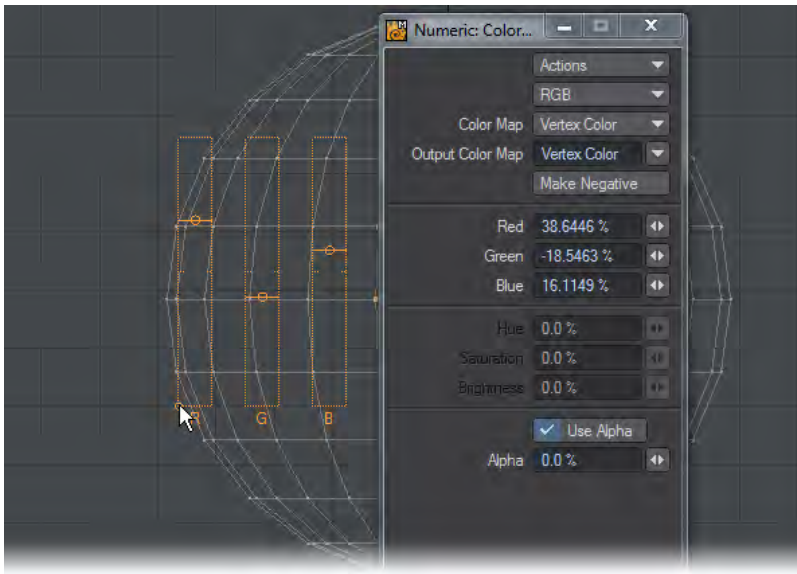 Numeric: Color...
Actions
RGB
Color Map Vertex Color
Output Color Map Vertex Color
Make Negative
Red 38.6446 %
Green -18.5463 %
Blue 16.1149 %
Hue 0.0 %
Saturation 0.0 %
Brightness 0.0 %
R G B
Use Alpha
Alpha 0.0 %